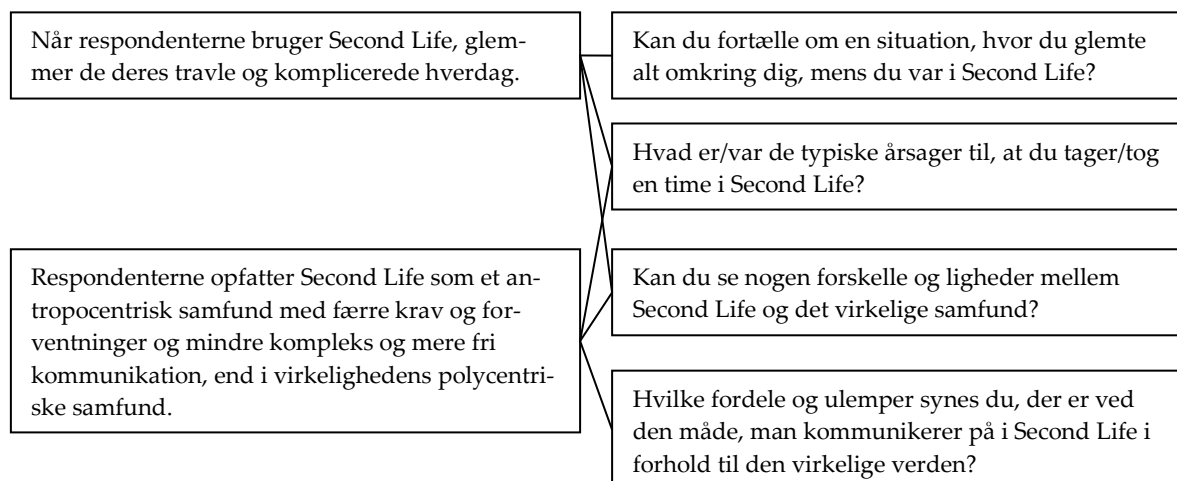 Når respondenterne bruger Second Life, glem-
mer de deres travle og komplicerede hverdag.
Kan du fortælle om en situation, hvor du glemte
alt omkring dig, mens du var i Second Life?
Hvad er/var de typiske årsager til, at du tager/tog
en time i Second Life?
Respondenterne opfatter Second Life som et an-
tropocentrisk samfund med færre krav og for-
ventninger og mindre kompleks og mere fri
kommunikation, end i virkelighedens polycentri-
ske samfund.
Kan du se nogen forskelle og ligheder mellem
Second Life og det virkelige samfund?
Hvilke fordele og ulemper synes du, der er ved
den måde, man kommunikerer på i Second Life i
forhold til den virkelige verden?